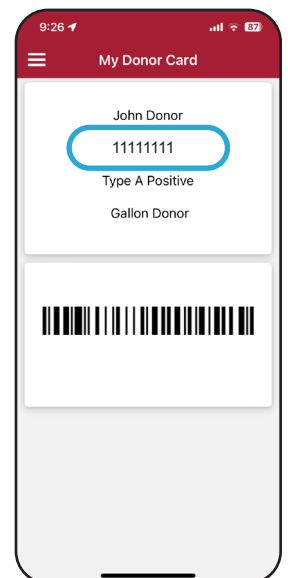 9:26 87
My Donor Card
John Donor
11111111
Type A Positive
Gallon Donor